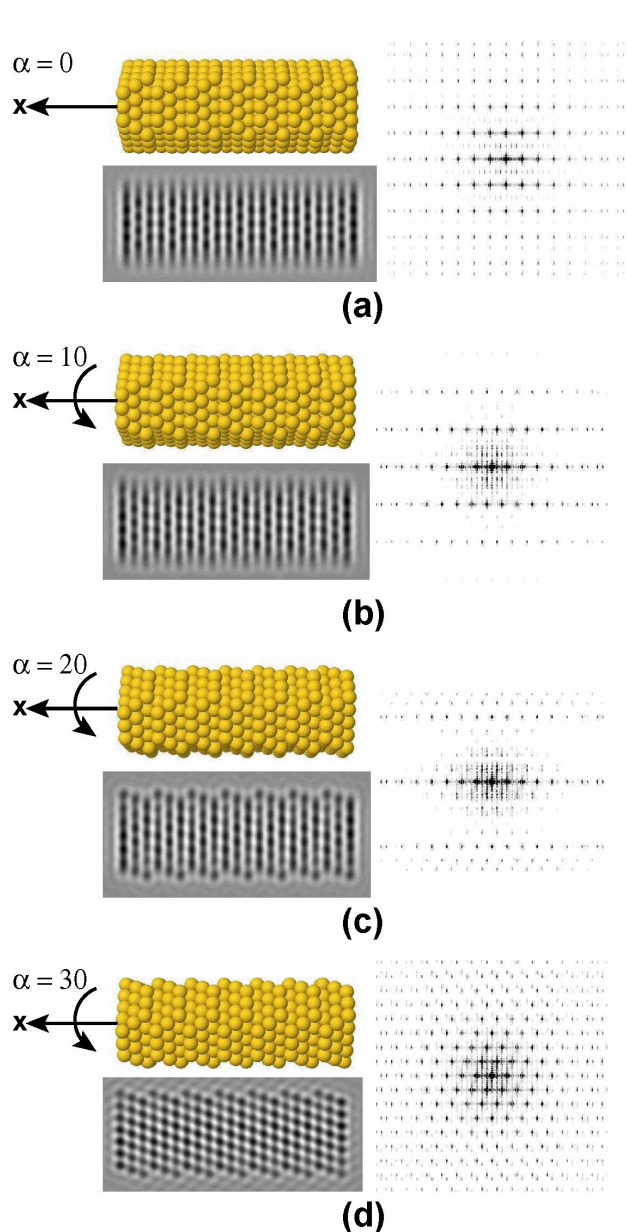 α = 0
x
(a)
α = 10
x
(b)
α = 20
x
(c)
α = 30
x
(d)